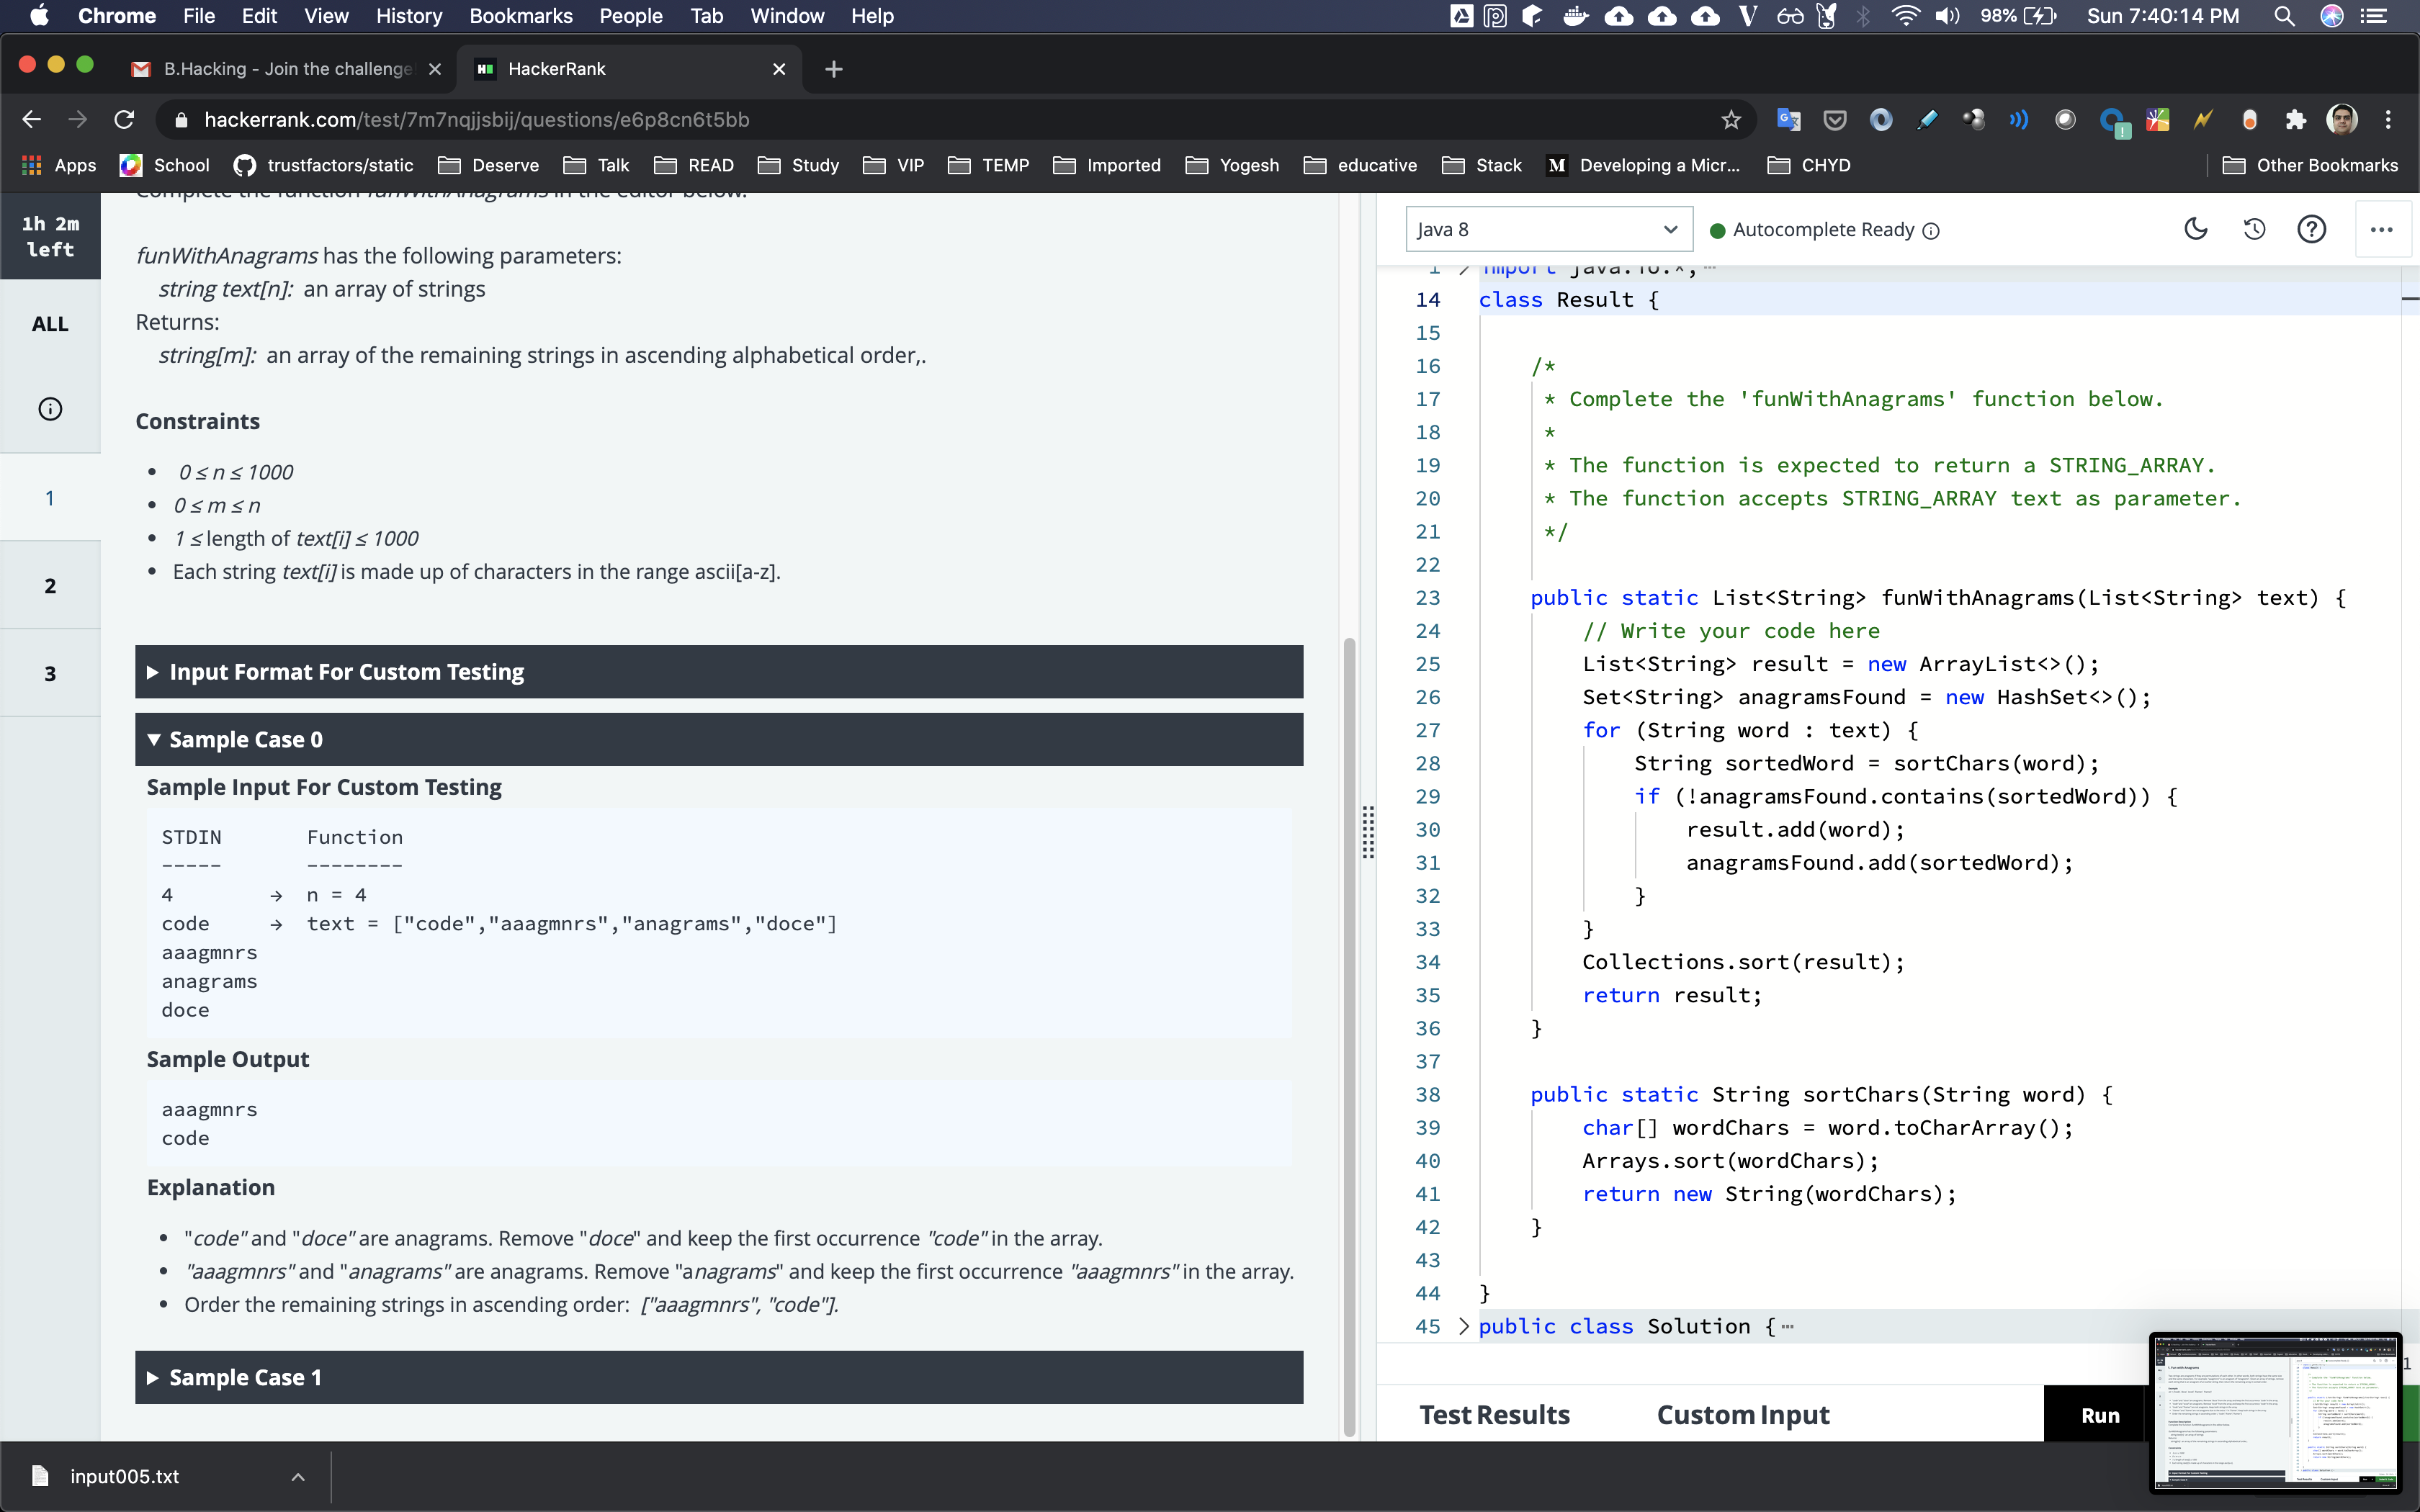 Chrome File Edit View History Bookmarks People Tab Window Help 98% Sun 7:40:14 PM
B.Hacking - Join the challenge HackerRank
hackerrank.com/test/7m7nqjjsbij/questions/e6p8cn6t5bb
Apps School trustfactors/static Deserve Talk READ Study VIP TEMP Imported Yogesh educative Stack Developing a Micr... CHYD Other Bookmarks
1h 2m
left
ALL
1
2
3
Complete the function funWithAnagrams in the editor below.
funWithAnagrams has the following parameters:
string text[n]: an array of strings
Returns:
string[m]: an array of the remaining strings in ascending alphabetical order,.
Constraints
• 0 ≤ n ≤ 1000
• 0 ≤ m ≤ n
• 1 ≤ length of text[i] ≤ 1000
• Each string text[i] is made up of characters in the range ascii[a-z].
Input Format For Custom Testing
Sample Case 0
Sample Input For Custom Testing
STDIN Function
----- --------
4 → n = 4
code → text = ["code","aaagmnrs","anagrams","doce"]
aaagmnrs
anagrams
doce
Sample Output
aaagmnrs
code
Explanation
• "code" and "doce" are anagrams. Remove "doce" and keep the first occurrence "code" in the array.
• "aaagmnrs" and "anagrams" are anagrams. Remove "anagrams" and keep the first occurrence "aaagmnrs" in the array.
• Order the remaining strings in ascending order: ["aaagmnrs", "code"].
Sample Case 1
Java 8 Autocomplete Ready
1 import java.io.*;
14 class Result {
15
16 /*
17 * Complete the 'funWithAnagrams' function below.
18 *
19 * The function is expected to return a STRING_ARRAY.
20 * The function accepts STRING_ARRAY text as parameter.
21 */
22
23 public static List<String> funWithAnagrams(List<String> text) {
24 // Write your code here
25 List<String> result = new ArrayList<>();
26 Set<String> anagramsFound = new HashSet<>();
27 for (String word : text) {
28 String sortedWord = sortChars(word);
29 if (!anagramsFound.contains(sortedWord)) {
30 result.add(word);
31 anagramsFound.add(sortedWord);
32 }
33 }
34 Collections.sort(result);
35 return result;
36 }
37
38 public static String sortChars(String word) {
39 char[] wordChars = word.toCharArray();
40 Arrays.sort(wordChars);
41 return new String(wordChars);
42 }
43
44 }
45 public class Solution {
Test Results Custom Input Run
input005.txt